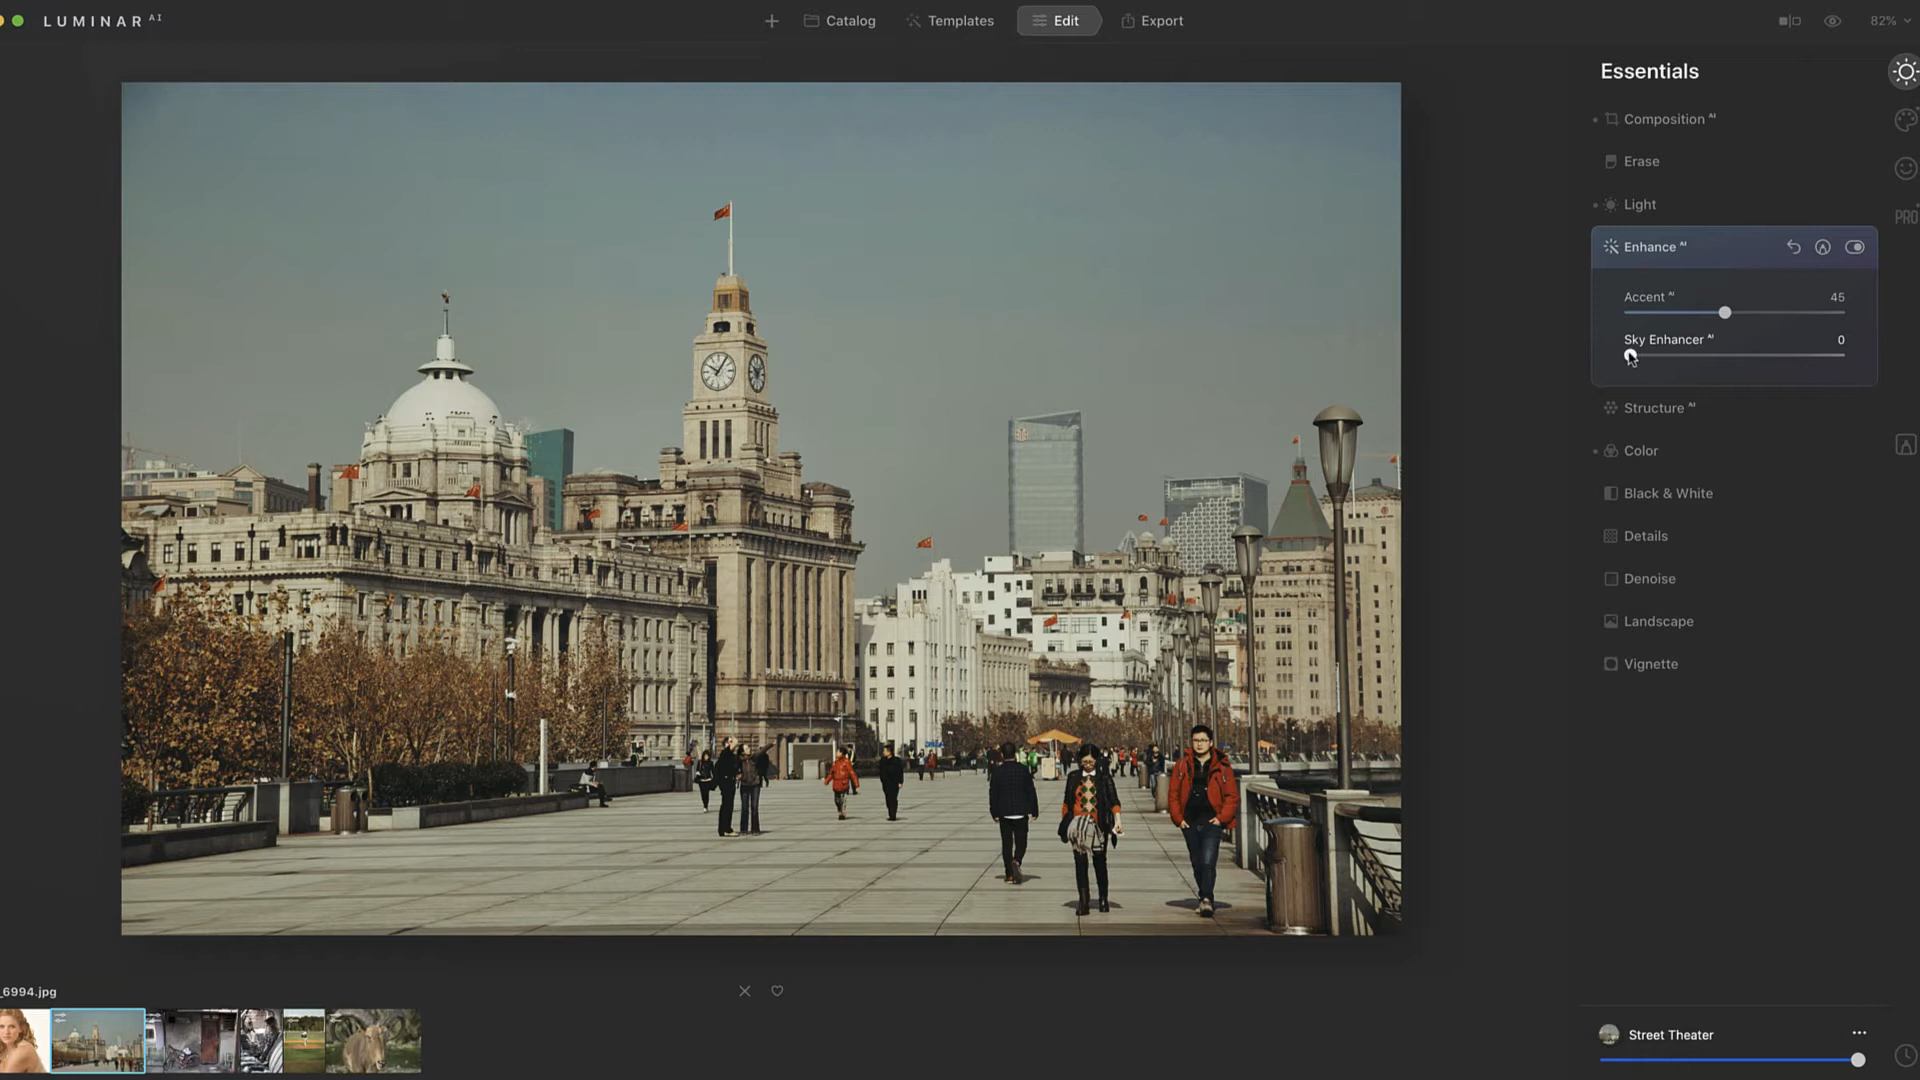 LUMINAR AI
Catalog
Templates
Edit
Export
82%
Essentials
Composition AI
Erase
Light
PRO
Enhance AI
Accent AI
45
Sky Enhancer AI
0
Structure AI
Color
Black & White
Details
Denoise
Landscape
Vignette
_6994.jpg
Street Theater